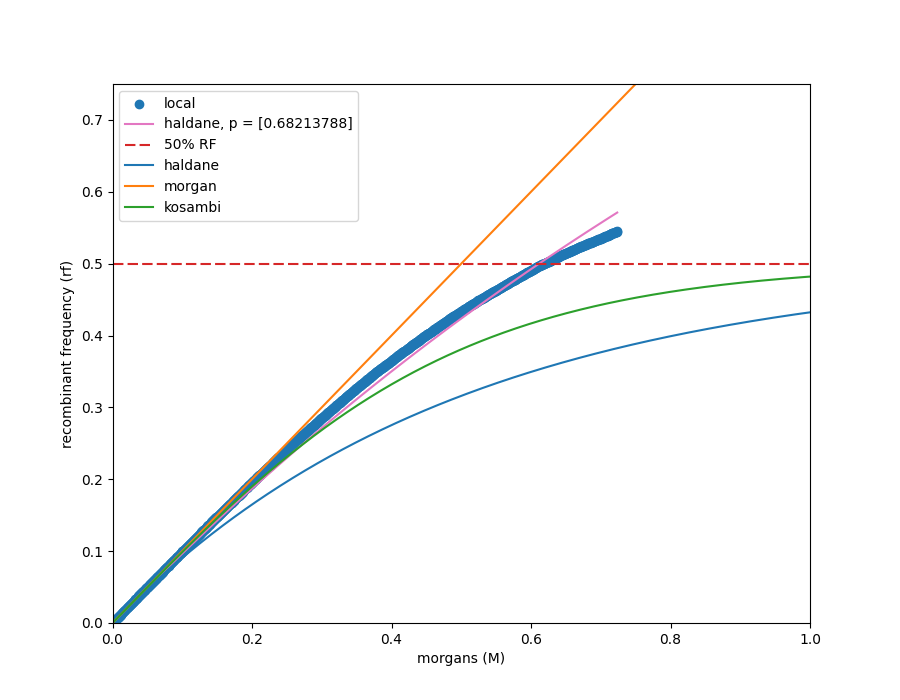 local
haldane, p = [0.68213788]
50% RF
haldane
morgan
kosambi
recombinant frequency (rf)
0.7
0.6
0.5
0.4
0.3
0.2
0.1
0.0
0.0 0.2 0.4 0.6 0.8 1.0
morgans (M)